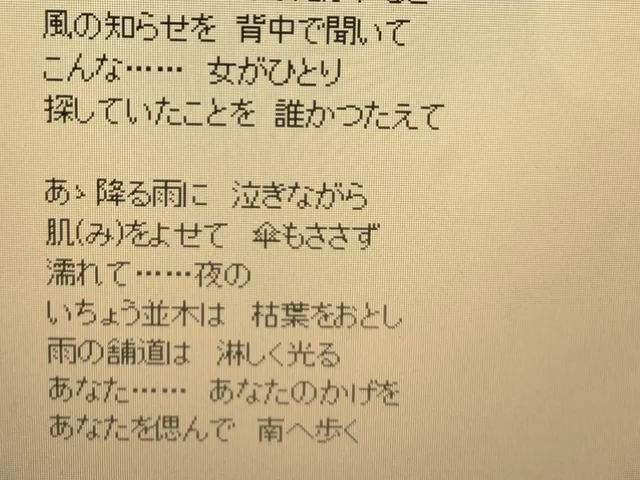 風の知らせを 背中で聞いて
こんな…… 女がひとり
探していたことを 誰かつたえて
あゝ降る雨に 泣きながら
肌(み)をよせて 傘もささず
濡れて……夜の
いちょう並木は 枯葉をおとし
雨の舗道は 淋しく光る
あなた…… あなたのかげを
あなたを偲んで 南へ歩く